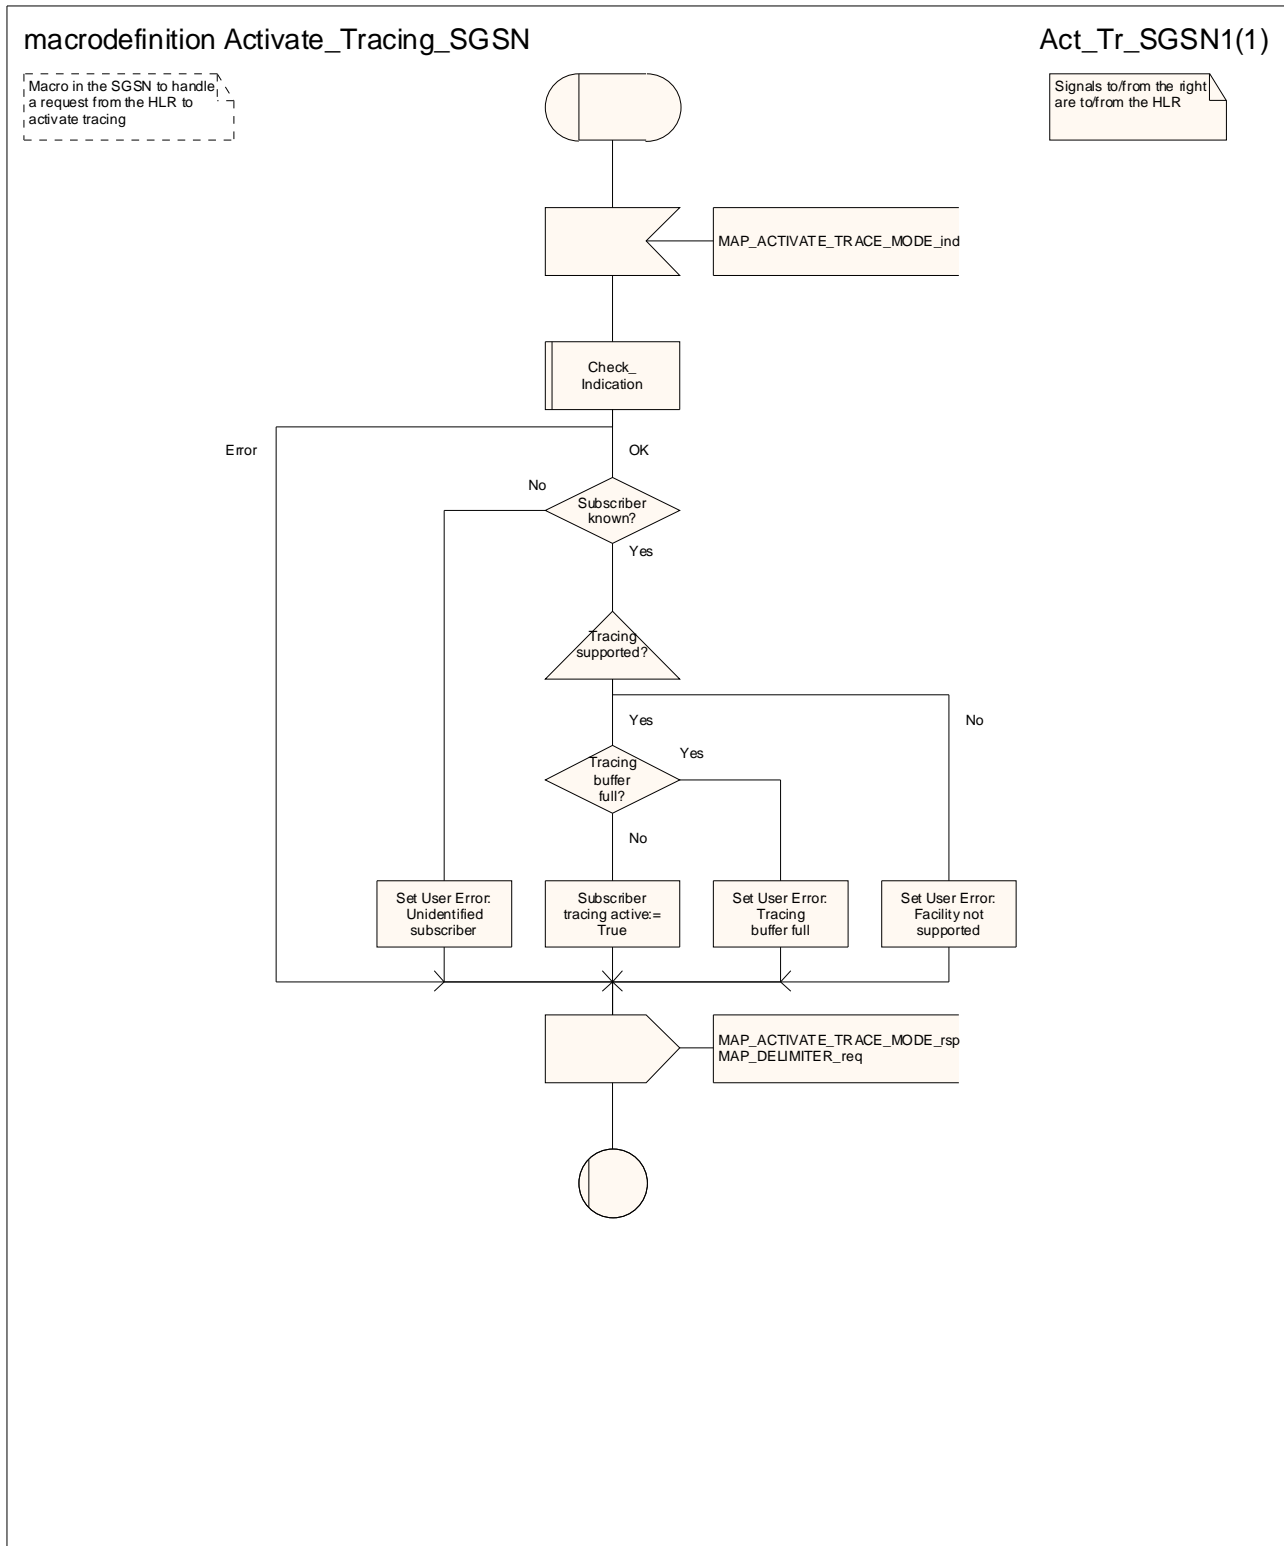 macrodefinition Activate_Tracing_SGSN
Act_Tr_SGSN1(1)
Macro in the SGSN to handle
a request from the HLR to
activate tracing
Signals to/from the right
are to/from the HLR
MAP_ACTIVATE_TRACE_MODE_ind
Check_
Indication
Error
OK
No
Subscriber
known?
Yes
Tracing
supported?
Yes
No
Tracing
buffer
full?
Yes
No
Set User Error:
Unidentified
subscriber
Subscriber
tracing active:=
True
Set User Error:
Tracing
buffer full
Set User Error:
Facility not
supported
MAP_ACTIVATE_TRACE_MODE_rsp
MAP_DELIMITER_req